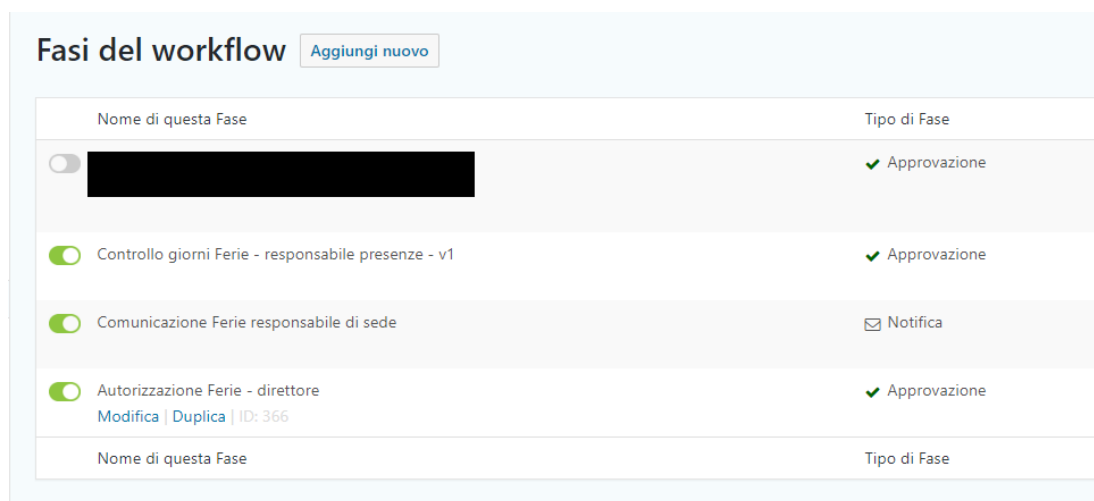 Fasi del workflow Aggiungi nuovo
Nome di questa Fase Tipo di Fase
Approvazione
Controllo giorni Ferie - responsabile presenze - v1 Approvazione
Comunicazione Ferie responsabile di sede Notifica
Autorizzazione Ferie - direttore Approvazione
Modifica | Duplica | ID: 366
Nome di questa Fase Tipo di Fase